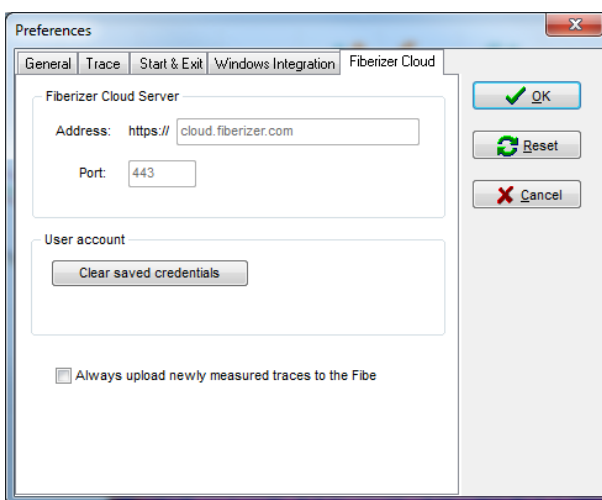 Preferences
General Trace Start & Exit Windows Integration Fiberizer Cloud
Fiberizer Cloud Server
Address: https:// cloud.fiberizer.com
Port: 443
User account
Clear saved credentials
Always upload newly measured traces to the Fibe
OK
Reset
Cancel